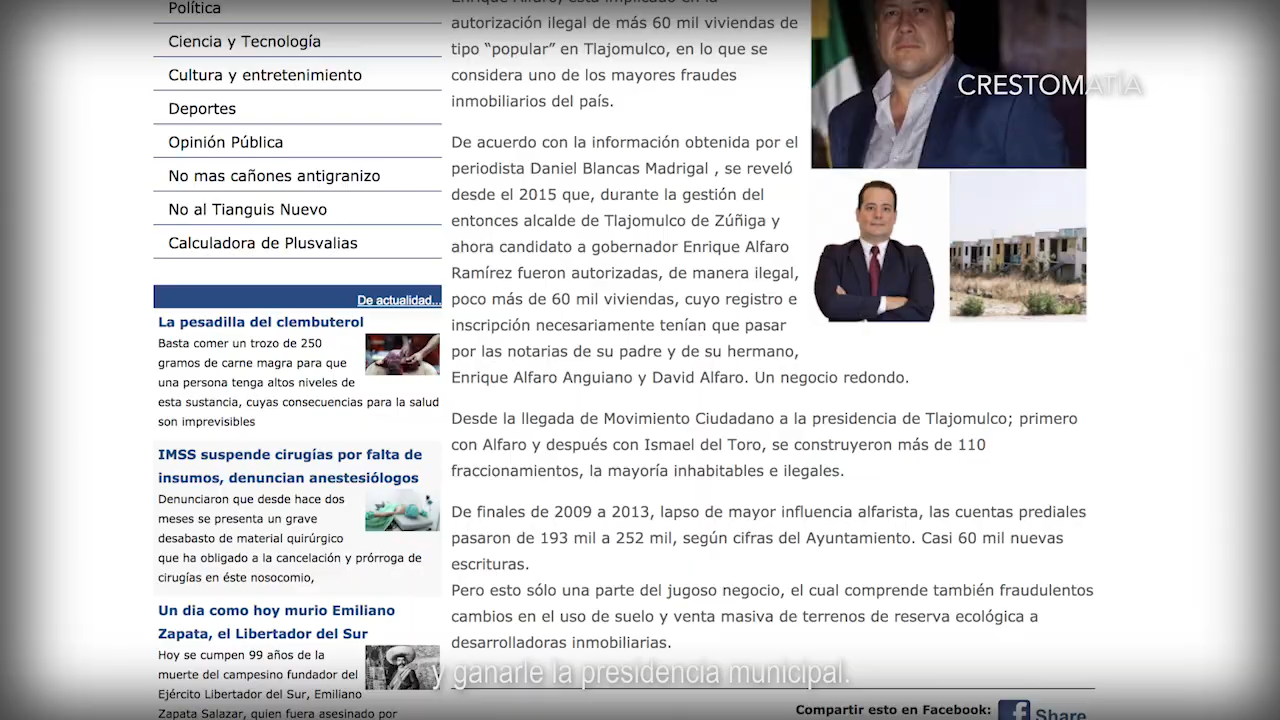 Política
Ciencia y Tecnología
Cultura y entretenimiento
Deportes
Opinión Pública
No mas cañones antigranizo
No al Tianguis Nuevo
Calculadora de Plusvalias
De actualidad...
La pesadilla del clembuterol
Basta comer un trozo de 250
gramos de carne magra para que
una persona tenga altos niveles de
esta sustancia, cuyas consecuencias para la salud
son imprevisibles
IMSS suspende cirugías por falta de
insumos, denuncian anestesiólogos
Denunciaron que desde hace dos
meses se presenta un grave
desabasto de material quirúrgico
que ha obligado a la cancelación y prórroga de
cirugías en éste nosocomio,
Un dia como hoy murio Emiliano
Zapata, el Libertador del Sur
Hoy se cumpen 99 años de la
muerte del campesino fundador del
Ejército Libertador del Sur, Emiliano
Zapata Salazar, quien fuera asesinado por
Enrique Alfaro, está implicado en la
autorización ilegal de más 60 mil viviendas de
tipo “popular” en Tlajomulco, en lo que se
considera uno de los mayores fraudes
inmobiliarios del país.
De acuerdo con la información obtenida por el
periodista Daniel Blancas Madrigal , se reveló
desde el 2015 que, durante la gestión del
entonces alcalde de Tlajomulco de Zúñiga y
ahora candidato a gobernador Enrique Alfaro
Ramírez fueron autorizadas, de manera ilegal,
poco más de 60 mil viviendas, cuyo registro e
inscripción necesariamente tenían que pasar
por las notarias de su padre y de su hermano,
Enrique Alfaro Anguiano y David Alfaro. Un negocio redondo.
Desde la llegada de Movimiento Ciudadano a la presidencia de Tlajomulco; primero
con Alfaro y después con Ismael del Toro, se construyeron más de 110
fraccionamientos, la mayoría inhabitables e ilegales.
De finales de 2009 a 2013, lapso de mayor influencia alfarista, las cuentas prediales
pasaron de 193 mil a 252 mil, según cifras del Ayuntamiento. Casi 60 mil nuevas
escrituras.
Pero esto sólo una parte del jugoso negocio, el cual comprende también fraudulentos
cambios en el uso de suelo y venta masiva de terrenos de reserva ecológica a
desarrolladoras inmobiliarias.
Compartir esto en Facebook:
Share
CRESTOMATÍA
y ganarle la presidencia municipal.